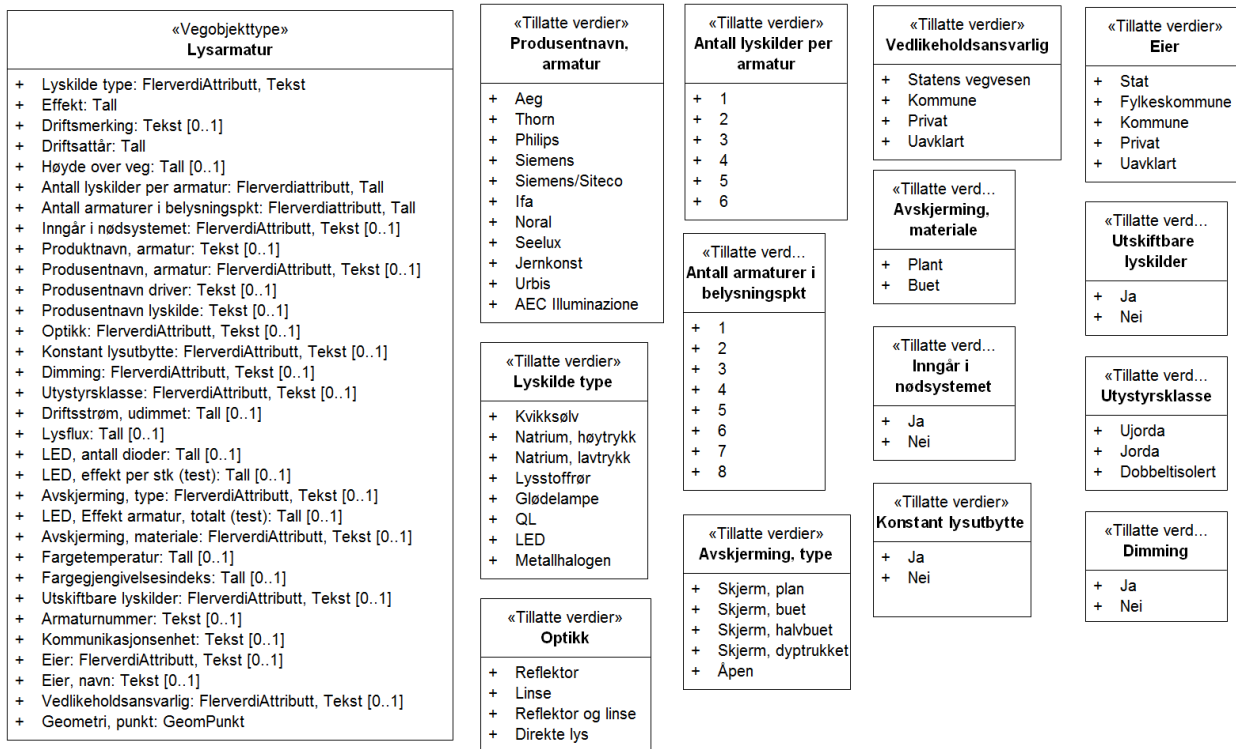 «Vegobjekttype»
Lysarmatur
+ Lyskilde type: FlerverdiAttributt, Tekst
+ Effekt: Tall
+ Driftsmerking: Tekst [0..1]
+ Driftsattår: Tall
+ Høyde over veg: Tall [0..1]
+ Antall lyskilder per armatur: Flerverdiattributt, Tall
+ Antall armaturer i belysningspkt: Flerverdiattributt, Tall
+ Inngår i nødsystemet: FlerverdiAttributt, Tekst [0..1]
+ Produktnavn, armatur: Tekst [0..1]
+ Produsentnavn, armatur: FlerverdiAttributt, Tekst [0..1]
+ Produsentnavn driver: Tekst [0..1]
+ Produsentnavn lyskilde: Tekst [0..1]
+ Optikk: FlerverdiAttributt, Tekst [0..1]
+ Konstant lysutbytte: FlerverdiAttributt, Tekst [0..1]
+ Dimming: FlerverdiAttributt, Tekst [0..1]
+ Utystyrsklasse: FlerverdiAttributt, Tekst [0..1]
+ Driftsstrøm, udimmet: Tall [0..1]
+ Lysflux: Tall [0..1]
+ LED, antall dioder: Tall [0..1]
+ LED, effekt per stk (test): Tall [0..1]
+ Avskjerming, type: FlerverdiAttributt, Tekst [0..1]
+ LED, Effekt armatur, totalt (test): Tall [0..1]
+ Avskjerming, materiale: FlerverdiAttributt, Tekst [0..1]
+ Fargetemperatur: Tall [0..1]
+ Fargegjengivelsesindeks: Tall [0..1]
+ Utskiftbare lyskilder: FlerverdiAttributt, Tekst [0..1]
+ Armaturnummer: Tekst [0..1]
+ Kommunikasjonsenhet: Tekst [0..1]
+ Eier: FlerverdiAttributt, Tekst [0..1]
+ Eier, navn: Tekst [0..1]
+ Vedlikeholdsansvarlig: FlerverdiAttributt, Tekst [0..1]
+ Geometri, punkt: GeomPunkt
«Tillatte verdier»
Produsentnavn,
armatur
+ Aeg
+ Thorn
+ Philips
+ Siemens
+ Siemens/Siteco
+ Ifa
+ Noral
+ Seelux
+ Jernkonst
+ Urbis
+ AEC Illuminazione
«Tillatte verdier»
Lyskilde type
+ Kvikksølv
+ Natrium, høytrykk
+ Natrium, lavtrykk
+ Lysstoffrør
+ Glødelampe
+ QL
+ LED
+ Metallhalogen
«Tillatte verdier»
Optikk
+ Reflektor
+ Linse
+ Reflektor og linse
+ Direkte lys
«Tillatte verdier»
Antall lyskilder per
armatur
+ 1
+ 2
+ 3
+ 4
+ 5
+ 6
«Tillatte verd...
Antall armaturer i
belysningspkt
+ 1
+ 2
+ 3
+ 4
+ 5
+ 6
+ 7
+ 8
«Tillatte verdier»
Avskjerming, type
+ Skjerm, plan
+ Skjerm, buet
+ Skjerm, halvbuet
+ Skjerm, dyptrukket
+ Åpen
«Tillatte verdier»
Vedlikeholdsansvarlig
+ Statens vegvesen
+ Kommune
+ Privat
+ Uavklart
«Tillatte verd...
Avskjerming,
materiale
+ Plant
+ Buet
«Tillatte verd...
Inngår i
nødsystemet
+ Ja
+ Nei
«Tillatte verdier»
Konstant lysutbytte
+ Ja
+ Nei
«Tillatte verdier»
Eier
+ Stat
+ Fylkeskommune
+ Kommune
+ Privat
+ Uavklart
«Tillatte verd...
Utskiftbare
lyskilder
+ Ja
+ Nei
«Tillatte verd...
Utystyrsklasse
+ Ujorda
+ Jorda
+ Dobbeltisolert
«Tillatte verd...
Dimming
+ Ja
+ Nei